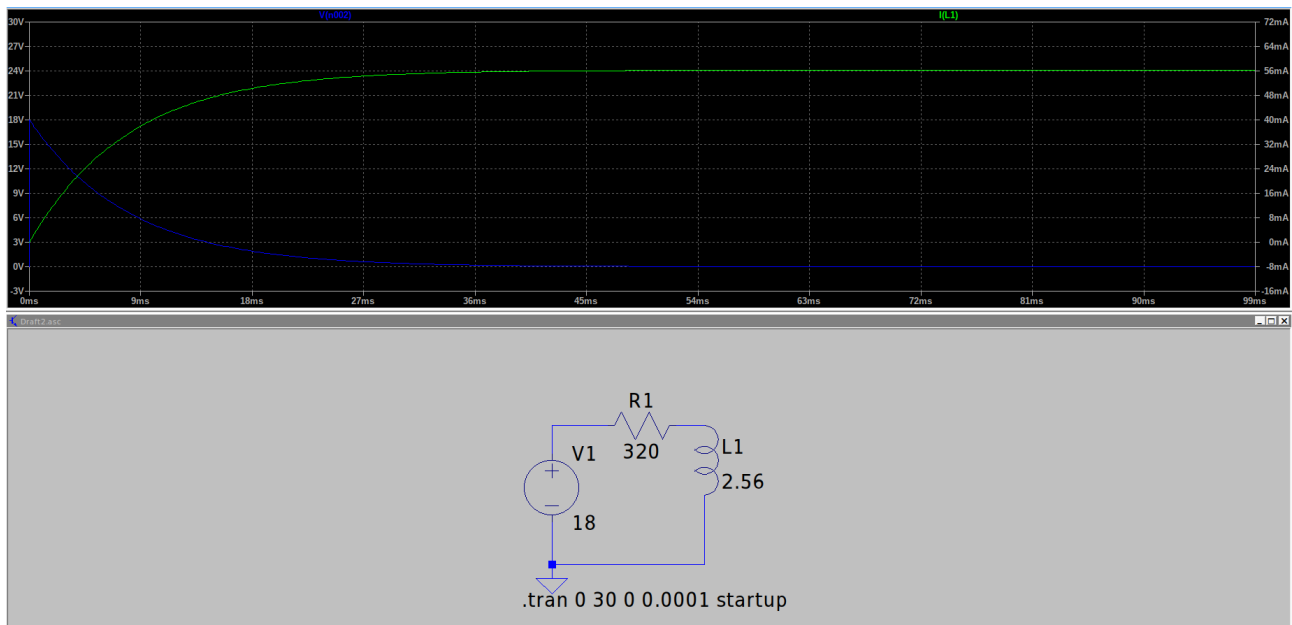 V(n002) I(L1)
30V 72mA
27V 64mA
24V 56mA
21V 48mA
18V 40mA
15V 32mA
12V 24mA
9V 16mA
6V 8mA
3V 0mA
0V -8mA
-3V -16mA
0ms 9ms 18ms 27ms 36ms 45ms 54ms 63ms 72ms 81ms 90ms 99ms
Draft2.asc
R1
320
V1
18
L1
2.56
.tran 0 30 0 0.0001 startup